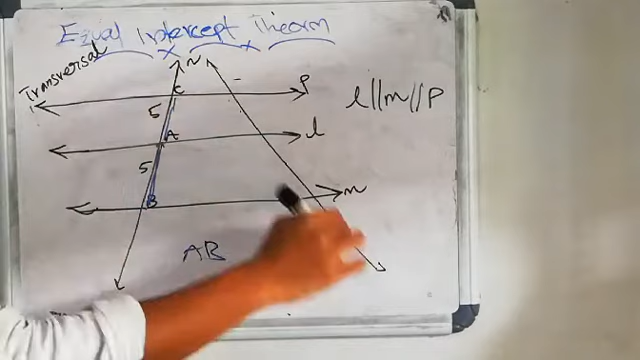 Equal Intercept Theorm
Transversal
n
C
P
5
l//m//P
A
l
5
B
m
AB